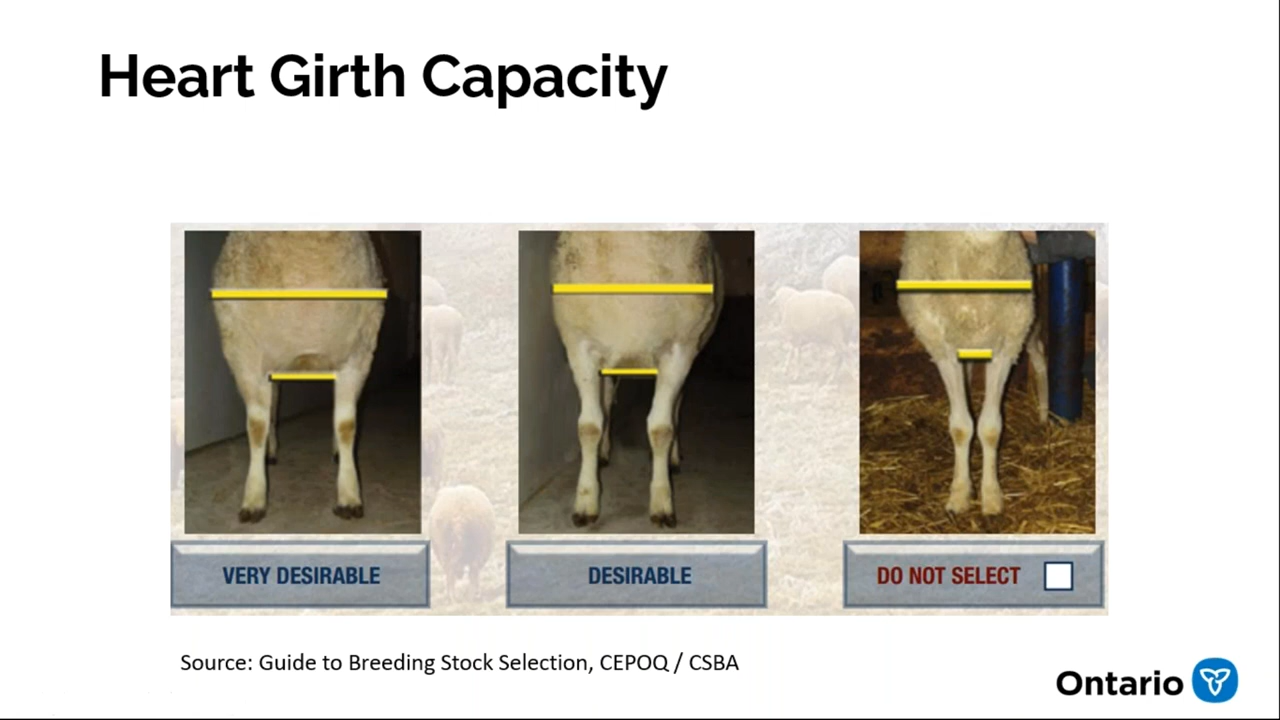 Heart Girth Capacity
VERY DESIRABLE
DESIRABLE
DO NOT SELECT
Source: Guide to Breeding Stock Selection, CEPOQ / CSBA
Ontario